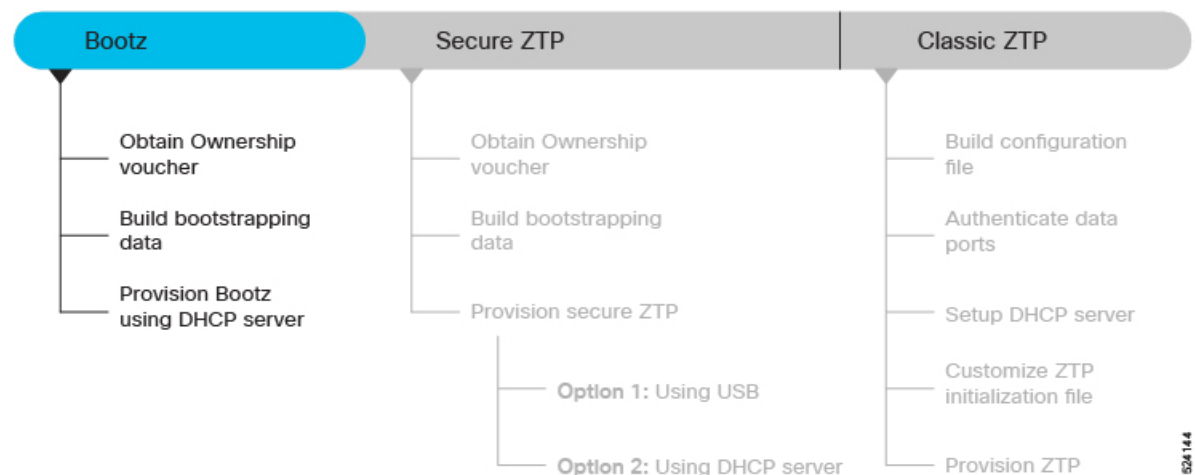 Bootz
Secure ZTP
Classic ZTP
Obtain Ownership
voucher
Build bootstrapping
data
Provision Bootz
using DHCP server
Obtain Ownership
voucher
Build bootstrapping
data
Provision secure ZTP
Option 1: Using USB
Option 2: Using DHCP server
Build configuration
file
Authenticate data
ports
Setup DHCP server
Customize ZTP
initialization file
Provision ZTP
524144